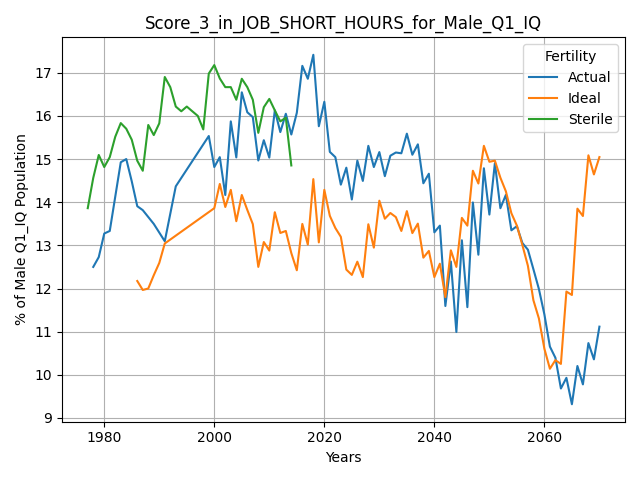 Score_3_in_JOB_SHORT_HOURS_for_Male_Q1_IQ
Fertility
Actual
Ideal
Sterile
% of Male Q1_IQ Population
17
16
15
14
13
12
11
10
9
1980 2000 2020 2040 2060
Years